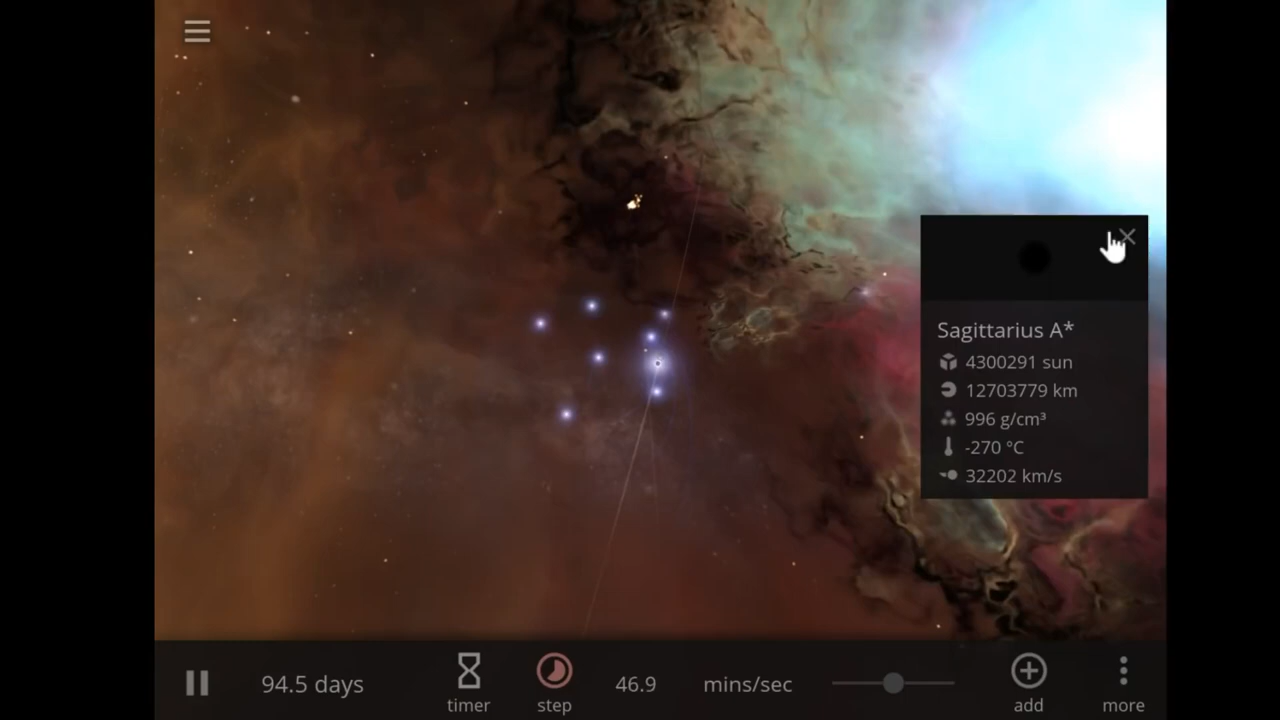 Sagittarius A*
4300291 sun
12703779 km
996 g/cm³
-270 °C
32202 km/s
94.5 days
timer
step
46.9 mins/sec
add
more